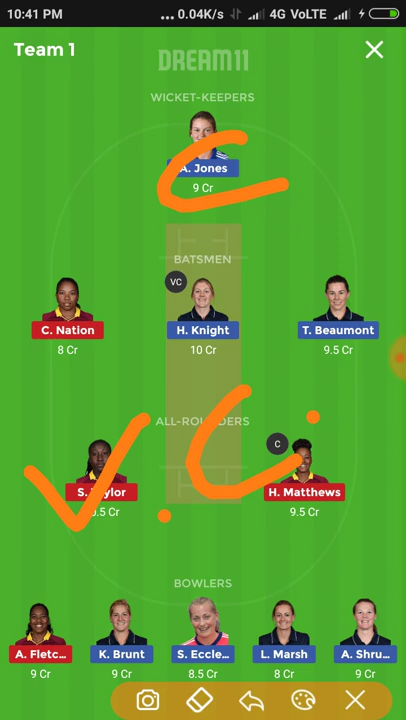 10:41 PM ... 0.04K/s 4G VoLTE
Team 1
DREAM11
WICKET-KEEPERS
A. Jones
9 Cr
BATSMEN
VC
C. Nation H. Knight T. Beaumont
8 Cr 10 Cr 9.5 Cr
ALL-ROUNDERS
C
S. Taylor H. Matthews
9.5 Cr
BOWLERS
A. Fletc... K. Brunt S. Eccle... L. Marsh A. Shru...
9 Cr 9 Cr 8.5 Cr 8 Cr 9 Cr